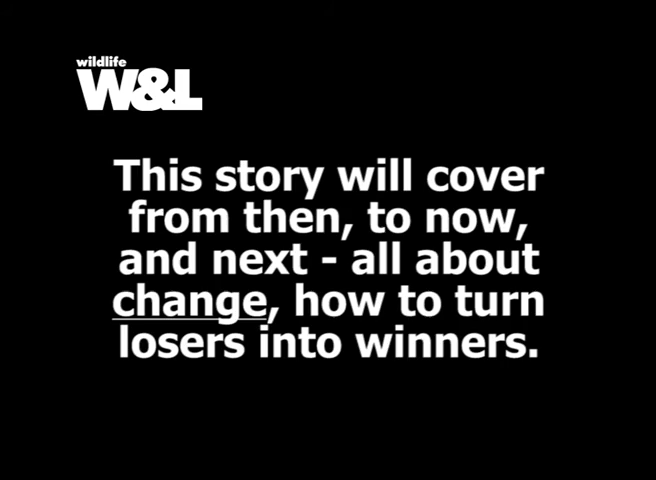 wildlife
W&L
This story will cover
from then, to now,
and next - all about
change, how to turn
losers into winners.